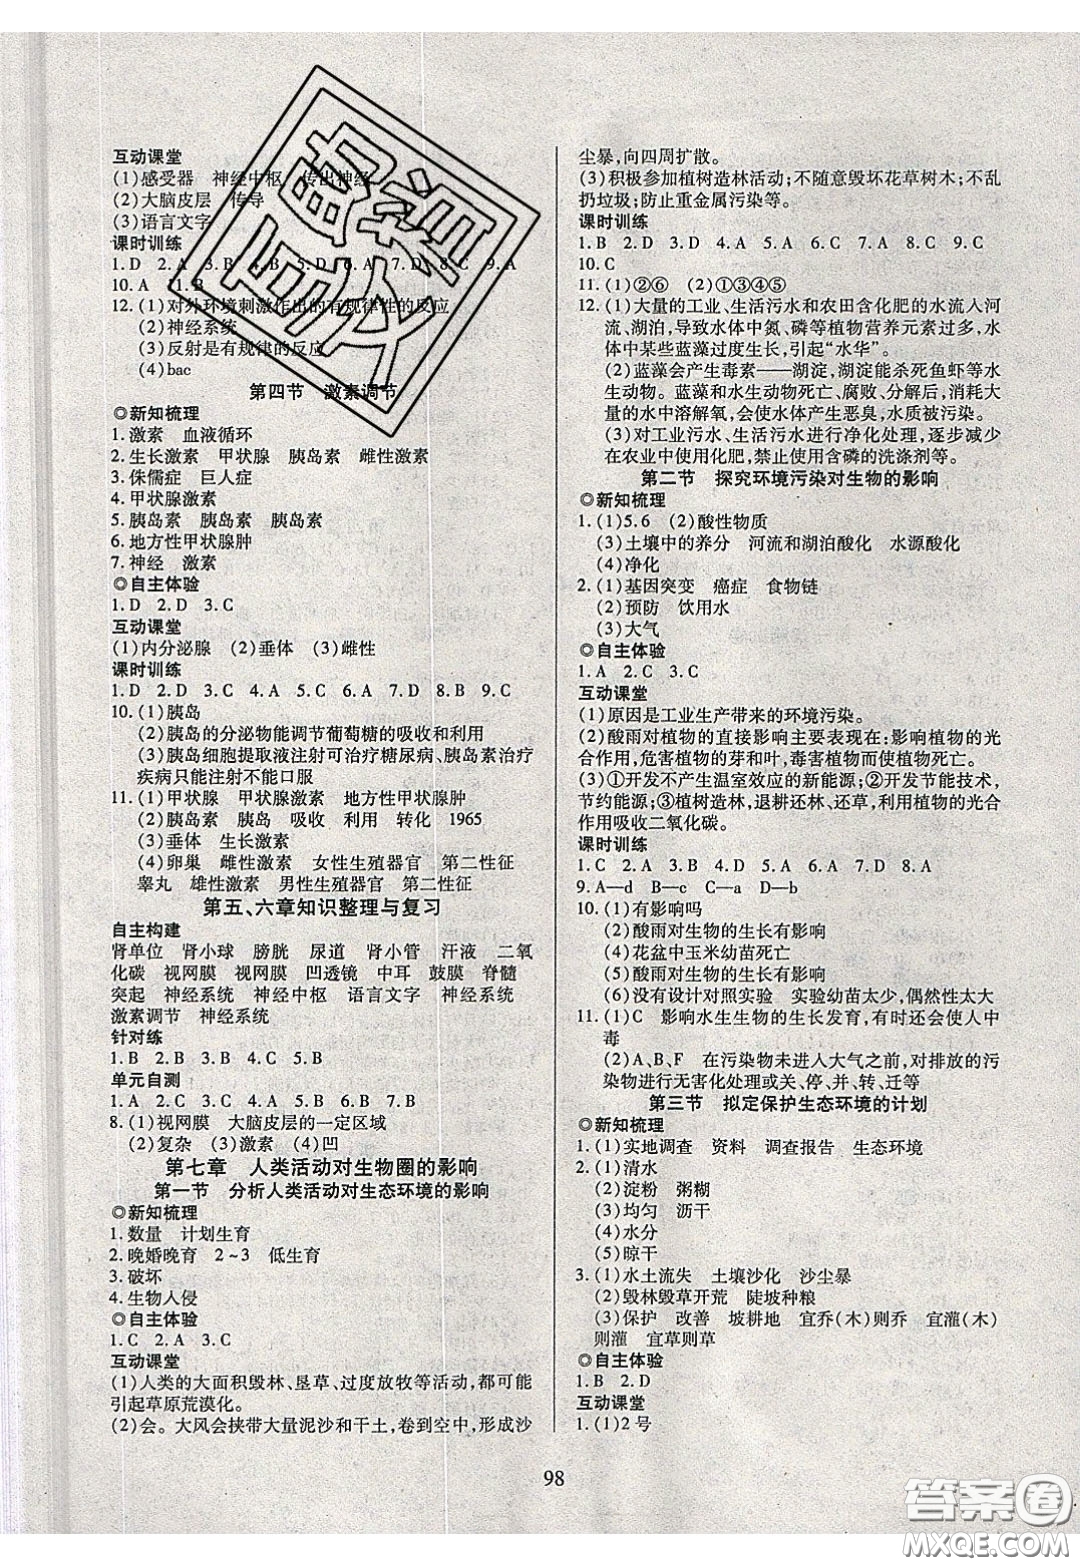 互动课堂
(1)感受器 神经中枢 传出神经
(2)大脑皮层 传导
(3)语言文字
课时训练
1.D 2.A 3.B 4.B 5.D 6.A 7.D 8.C 9.A
10.A 11.B
12.(1)对外环境刺激作出的有规律性的反应
(2)神经系统
(3)反射是有规律的反应
(4)bac
第四节 激素调节
◎新知梳理
1.激素 血液循环
2.生长激素 甲状腺 胰岛素 雌性激素
3.侏儒症 巨人症
4.甲状腺激素
5.胰岛素 胰岛素 胰岛素
6.地方性甲状腺肿
7.神经 激素
◎自主体验
1.D 2.D 3.C
互动课堂
(1)内分泌腺 (2)垂体 (3)雌性
课时训练
1.D 2.A 3.D 4.A 5.C 6.A 7.D 8.B 9.C
10.(1)胰岛
(2)胰岛的分泌物能调节葡萄糖的吸收和利用
(3)胰岛细胞提取液注射可治疗糖尿病、胰岛素治疗
疾病只能注射不能口服
11.(1)甲状腺 甲状腺激素 地方性甲状腺肿
(2)胰岛素 胰岛 吸收 利用 转化 1965
(3)垂体 生长激素
(4)卵巢 雌性激素 女性生殖器官 第二性征
睾丸 雄性激素 男性生殖器官 第二性征
第五、六章知识整理与复习
自主构建
肾单位 肾小球 膀胱 尿道 肾小管 汗液 二氧
化碳 视网膜 视网膜 凹透镜 中耳 鼓膜 脊髓
突起 神经系统 神经中枢 语言文字 神经系统
激素调节 神经系统
针对练
1.B 2.B 3.B 4.C 5.B
单元自测
1.A 2.C 3.D 4.B 5.D 6.B 7.B
8.(1)视网膜 大脑皮层的一定区域
(2)复杂 (3)激素 (4)凹
第七章 人类活动对生物圈的影响
第一节 分析人类活动对生态环境的影响
◎新知梳理
1.数量 计划生育
2.晚婚晚育 2~3 低生育
3.破坏
4.生物人侵
◎自主体验
1.C 2.A 3.C
互动课堂
(1)人类的大面积毁林、垦草、过度放牧等活动,都可能
引起草原荒漠化。
(2)会。大风会挟带大量泥沙和干土,卷到空中,形成沙
尘暴,向四周扩散。
(3)积极参加植树造林活动;不随意毁坏花草树木;不乱
扔垃圾;防止重金属污染等。
课时训练
1.B 2.D 3.D 4.A 5.C 6.D 7.B 8.C 9.C
10.C
11.(1)②⑥ (2)①③④⑤
12.(1)大量的工业、生活污水和农田含化肥的水流人河
流、湖泊,导致水体中氮、磷等植物营养元素过多,水
体中某些蓝藻过度生长,引起“水华”。
(2)蓝藻会产生毒素——湖淀,湖淀能杀死鱼虾等水
生动物。蓝藻和水生动物死亡、腐败、分解后,消耗大
量的水中溶解氧,会使水体产生恶臭,水质被污染。
(3)对工业污水、生活污水进行净化处理,逐步减少
在农业中使用化肥,禁止使用含磷的洗涤剂等。
第二节 探究环境污染对生物的影响
◎新知梳理
1.(1)5.6 (2)酸性物质
(3)土壤中的养分 河流和湖泊酸化 水源酸化
(4)净化
2.(1)基因突变 癌症 食物链
(2)预防 饮用水
(3)大气
◎自主体验
1.A 2.C 3.C
互动课堂
(1)原因是工业生产带来的环境污染。
(2)酸雨对植物的直接影响主要表现在:影响植物的光
合作用,危害植物的芽和叶,毒害植物而使植物死亡。
(3)①开发不产生温室效应的新能源;②开发节能技术,
节约能源;③植树造林,退耕还林、还草,利用植物的光合
作用吸收二氧化碳。
课时训练
1.C 2.A 3.A 4.C 5.A 6.A 7.D 8.A
9.A—d B—c C—b D—a
10.(1)有影响吗
(2)酸雨对生物的生长有影响
(4)花盆中玉米幼苗死亡
(5)酸雨对生物的生长有影响
(6)没有设计对照实验 实验幼苗太少,偶然性太大
11.(1)C 影响水生生物的生长发育,有时还会使人中
毒
(2)A、B、F 在污染物未进人大气之前,对排放的污
染物进行无害化处理或关、停、并、转、迁等
第三节 拟定保护生态环境的计划
◎新知梳理
1.(1)实地调查 资料 调查报告 生态环境
2.(1)清水
(2)淀粉 粥糊
(3)均匀 沥干
(4)水分
(5)晾干
3.(1)水土流失 土壤沙化 沙尘暴
(2)毁林毁草开荒 陡坡种粮
(3)保护 改善 坡耕地 宜乔(木)则乔 宜灌(木)
则灌 宜草则草
◎自主体验
1.B 2.D
互动课堂
1.(1)2号
98
答案圈
MXQE.COM